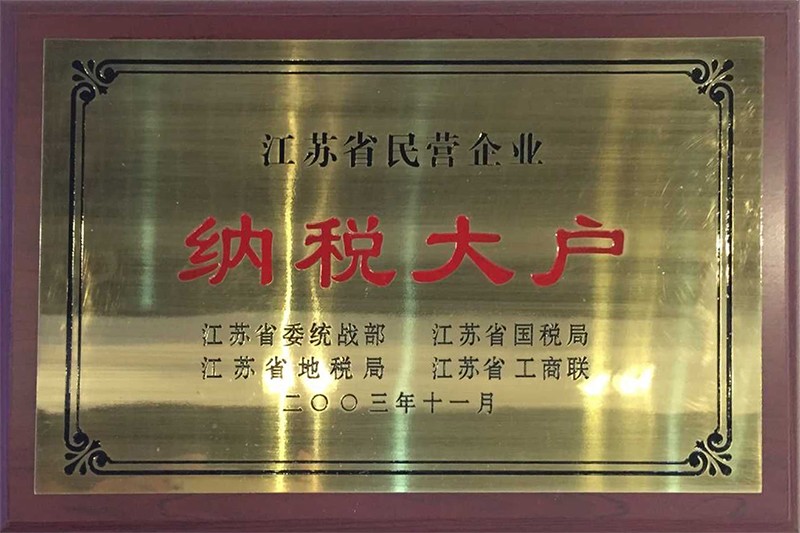 江苏省民营企业
纳税大户
江苏省委统战部 江苏省国税局
江苏省地税局 江苏省工商联
二〇〇三年十一月